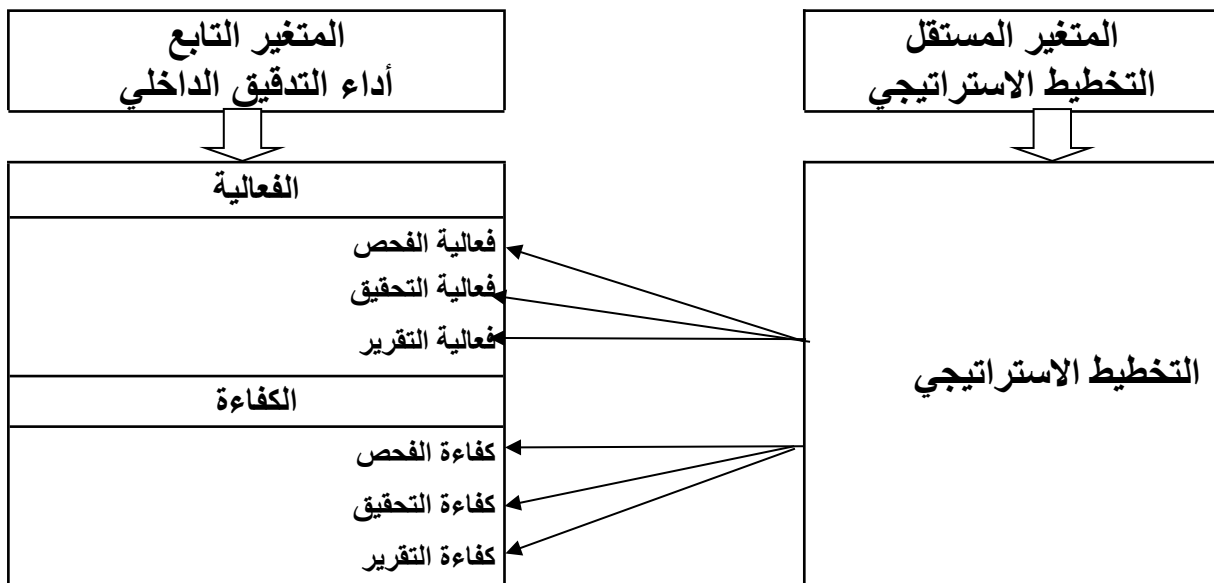 المتغير المستقل
التخطيط الاستراتيجي
المتغير التابع
أداء التدقيق الداخلي
التخطيط الاستراتيجي
الفعالية
فعالية الفحص
فعالية التحقيق
فعالية التقرير
الكفاءة
كفاءة الفحص
كفاءة التحقيق
كفاءة التقرير